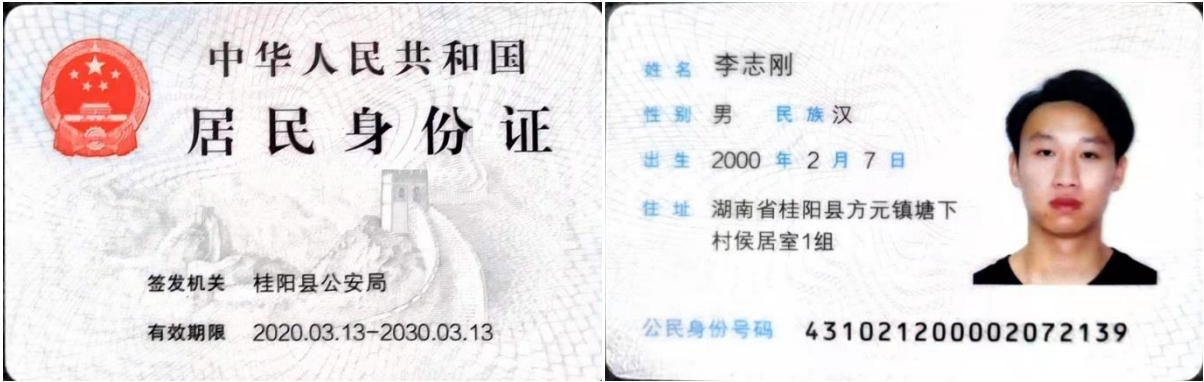 中华人民共和国
居民身份证
签发机关 桂阳县公安局
有效期限 2020.03.13-2030.03.13
姓名 李志刚
性别 男 民族 汉
出生 2000 年 2 月 7 日
住址 湖南省桂阳县方元镇塘下
村侯居室1组
公民身份号码 431021200002072139